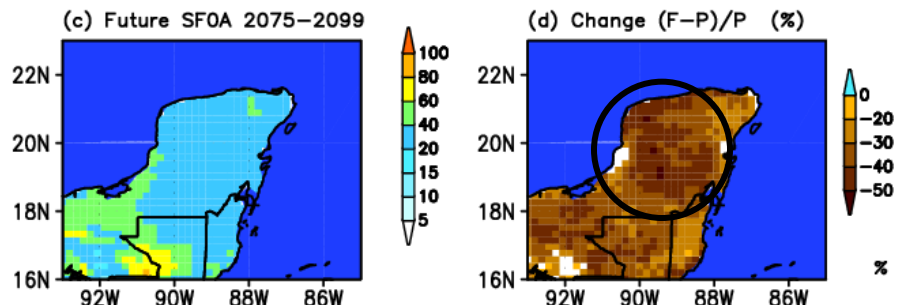 (c) Future SF0A 2075-2099
22N
20N
18N
16N
92W 90W 88W 86W
100
80
60
40
20
15
10
5
(d) Change (F-P)/P (%)
22N
20N
18N
16N
92W 90W 88W 86W
0
-20
-30
-40
-50
%